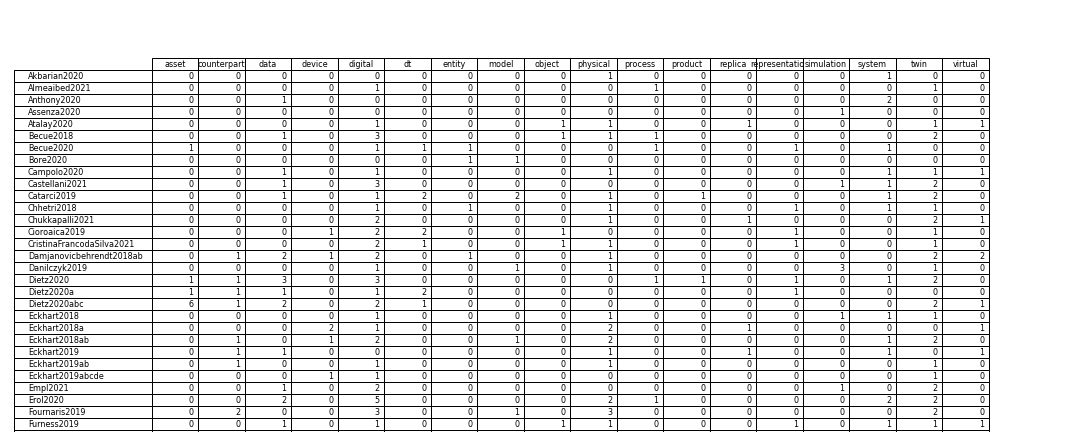 asset counterpart data device digital dt entity model object physical process product replica representatio simulation system twin virtual
Akbarian2020 0 0 0 0 0 0 0 0 0 1 0 0 0 0 0 1 0 0
Almeaibed2021 0 0 0 0 1 0 0 0 0 0 1 0 0 0 0 0 1 0
Anthony2020 0 0 1 0 0 0 0 0 0 0 0 0 0 0 0 2 0 0
Assenza2020 0 0 0 0 0 0 0 0 0 0 0 0 0 0 1 0 0 0
Atalay2020 0 0 0 0 1 0 0 0 1 1 0 0 1 0 0 0 1 1
Becue2018 0 0 1 0 3 0 0 0 1 1 1 0 0 0 0 0 2 0
Becue2020 1 0 0 0 1 1 1 0 0 0 1 0 0 1 0 1 0 0
Bore2020 0 0 0 0 0 0 1 1 0 0 0 0 0 0 0 0 0 0
Campolo2020 0 0 1 0 1 0 0 0 0 1 0 0 0 0 0 1 1 1
Castellani2021 0 0 1 0 3 0 0 0 0 0 0 0 0 0 1 1 2 0
Catarci2019 0 0 1 0 1 2 0 2 0 1 0 1 0 0 0 1 2 0
Chhetri2018 0 0 0 0 1 0 1 0 0 1 0 0 0 1 0 1 1 0
Chukkapalli2021 0 0 0 0 2 0 0 0 0 1 0 0 1 0 0 0 2 1
Cioroaica2019 0 0 0 1 2 2 0 0 1 0 0 0 0 1 0 0 1 0
CristinaFrancodaSilva2021 0 0 0 0 2 1 0 0 1 1 0 0 0 1 0 0 1 0
Damjanovicbehrendt2018ab 0 1 2 1 2 0 1 0 0 1 0 0 0 0 0 0 2 2
Danilczyk2019 0 0 0 0 1 0 0 1 0 1 0 0 0 0 3 0 1 0
Dietz2020 1 1 3 0 3 0 0 0 0 0 1 1 0 1 0 1 2 0
Dietz2020a 1 1 1 0 1 2 0 0 0 0 0 0 0 1 0 0 0 0
Dietz2020abc 6 1 2 0 2 1 0 0 0 0 0 0 0 0 0 0 2 1
Eckhart2018 0 0 0 0 1 0 0 0 0 1 0 0 0 0 1 1 1 0
Eckhart2018a 0 0 0 2 1 0 0 0 0 2 0 0 1 0 0 0 0 1
Eckhart2018ab 0 1 0 1 2 0 0 1 0 2 0 0 0 0 0 1 2 0
Eckhart2019 0 1 1 0 0 0 0 0 0 1 0 0 1 0 0 1 0 1
Eckhart2019ab 0 1 0 0 1 0 0 0 0 1 0 0 0 0 0 0 1 0
Eckhart2019abcde 0 0 0 1 1 0 0 0 0 0 0 0 0 0 0 0 1 0
Empl2021 0 0 1 0 2 0 0 0 0 0 0 0 0 0 1 0 2 0
Erol2020 0 0 2 0 5 0 0 0 0 2 1 0 0 0 0 2 2 0
Fournaris2019 0 2 0 0 3 0 0 1 0 3 0 0 0 0 0 0 2 0
Furness2019 0 0 1 0 1 0 0 0 1 1 0 0 0 1 0 1 1 1